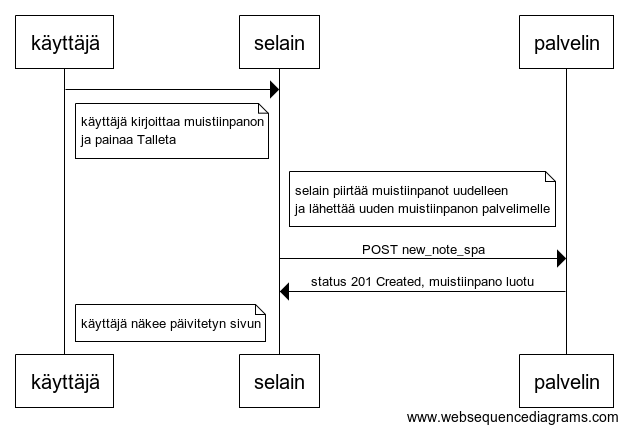 käyttäjä
selain
palvelin
käyttäjä kirjoittaa muistiinpanon
ja painaa Talleta
selain piirtää muistiinpanot uudelleen
ja lähettää uuden muistiinpanon palvelimelle
POST new_note_spa
status 201 Created, muistiinpano luotu
käyttäjä näkee päivitetyn sivun
käyttäjä
selain
palvelin
www.websequencediagrams.com